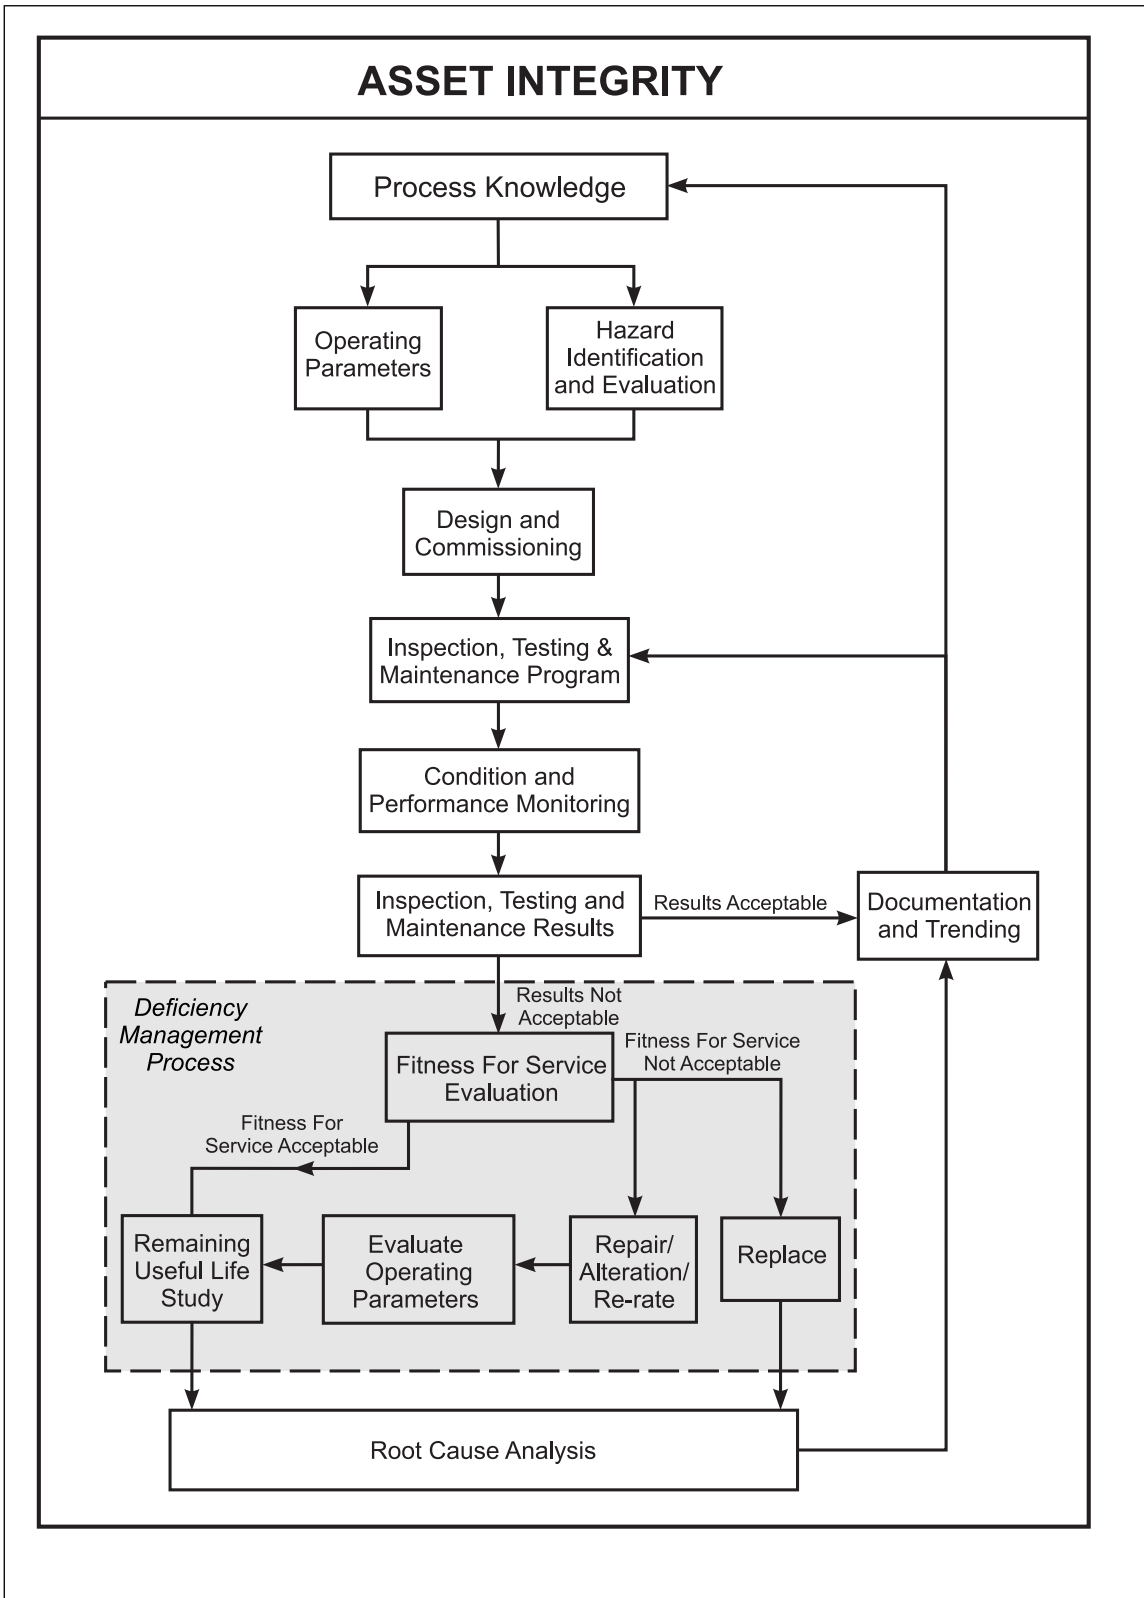 ASSET INTEGRITY
Process Knowledge
Operating
Parameters
Hazard
Identification
and Evaluation
Design and
Commissioning
Inspection, Testing &
Maintenance Program
Condition and
Performance Monitoring
Inspection, Testing and
Maintenance Results
Results Acceptable
Documentation
and Trending
Deficiency
Management
Process
Results Not
Acceptable
Fitness For Service
Evaluation
Fitness For Service
Not Acceptable
Fitness For
Service Acceptable
Remaining
Useful Life
Study
Evaluate
Operating
Parameters
Repair/
Alteration/
Re-rate
Replace
Root Cause Analysis